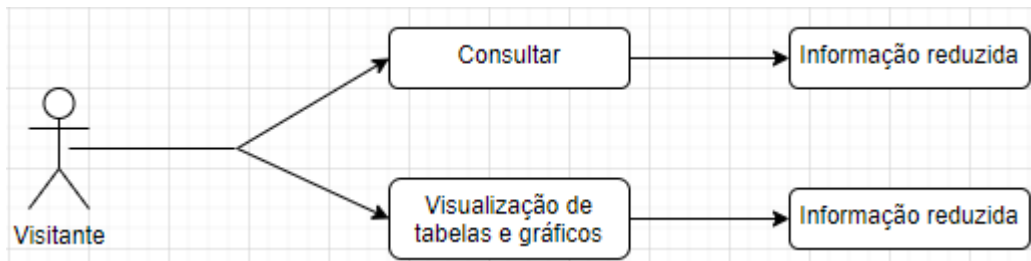 Consultar
Informação reduzida
Visitante
Visualização de
tabelas e gráficos
Informação reduzida